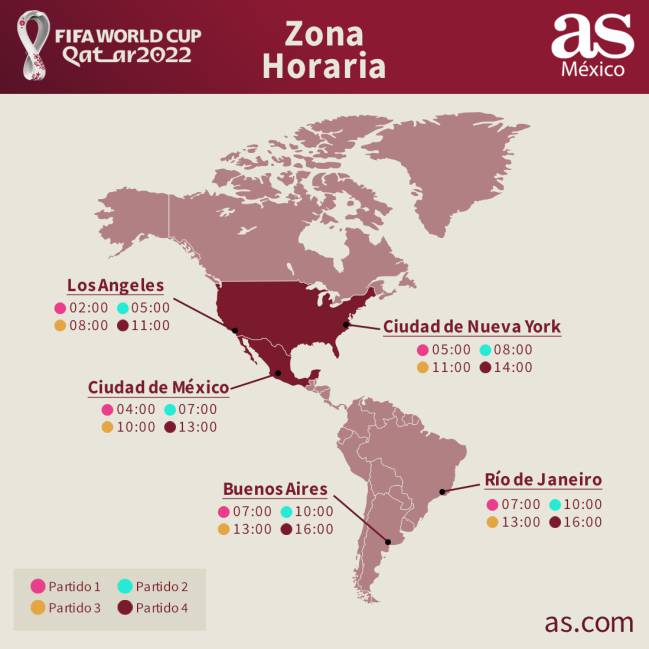 FIFA WORLD CUP
Qatar2022
Zona
Horaria
as
México
Los Angeles
02:00 05:00
08:00 11:00
Ciudad de Nueva York
05:00 08:00
11:00 14:00
Ciudad de México
04:00 07:00
10:00 13:00
Buenos Aires
07:00 10:00
13:00 16:00
Río de Janeiro
07:00 10:00
13:00 16:00
Partido 1 Partido 2
Partido 3 Partido 4
as.com